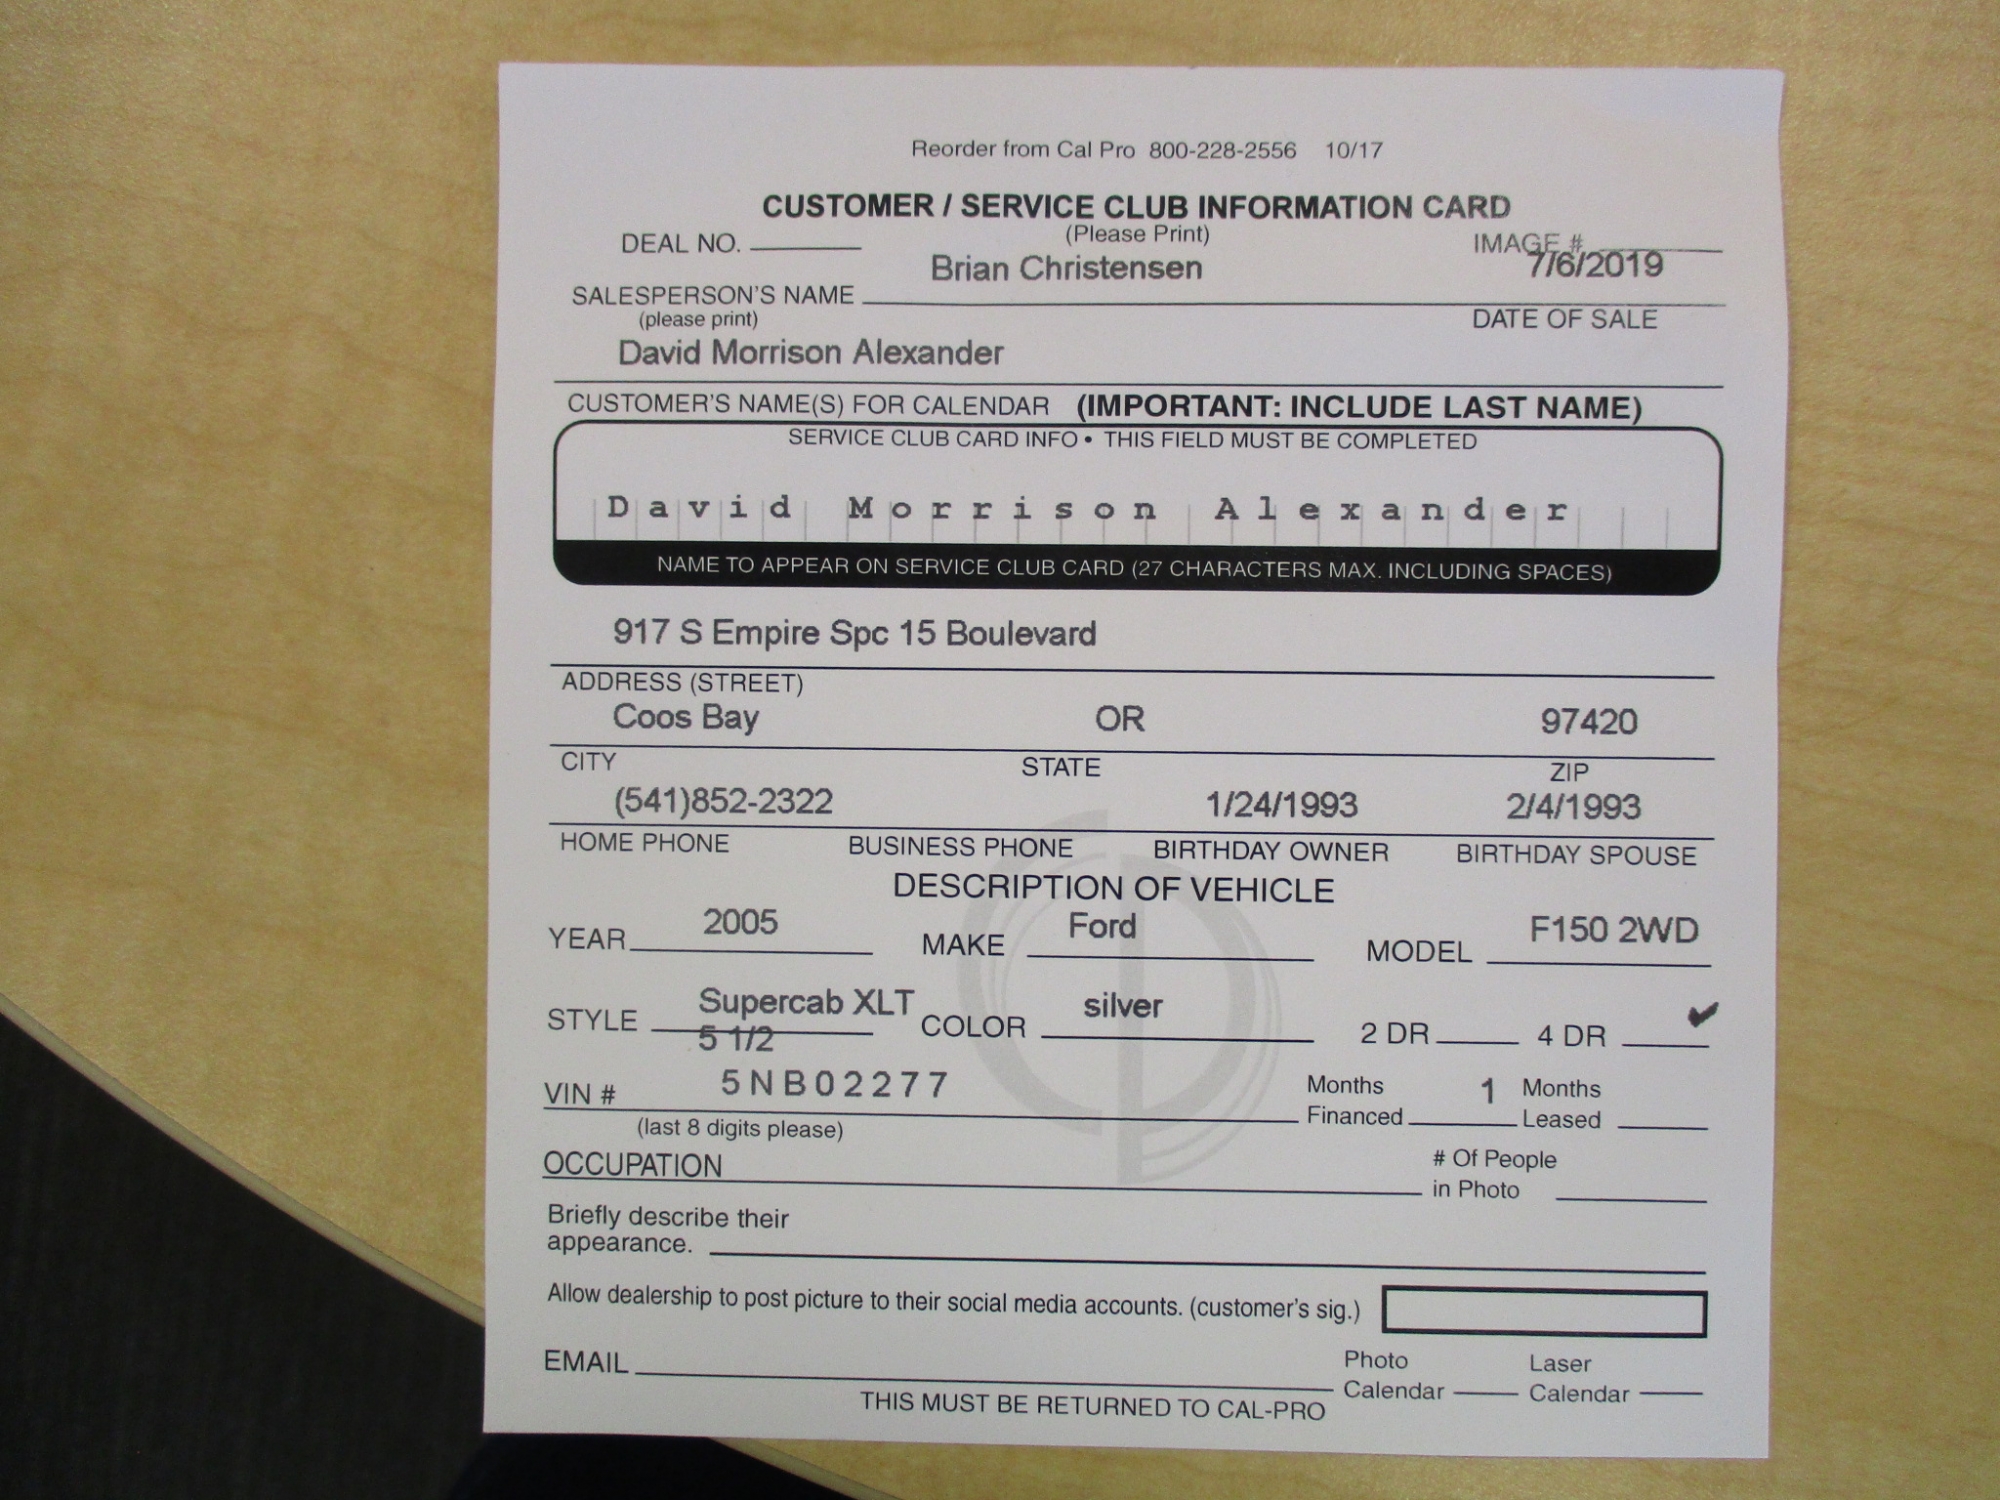 Reorder from Cal Pro 800-228-2556 10/17
CUSTOMER / SERVICE CLUB INFORMATION CARD
(Please Print)
DEAL NO. IMAGE #
Brian Christensen 7/6/2019
SALESPERSON'S NAME
(please print) DATE OF SALE
David Morrison Alexander
CUSTOMER'S NAME(S) FOR CALENDAR (IMPORTANT: INCLUDE LAST NAME)
SERVICE CLUB CARD INFO • THIS FIELD MUST BE COMPLETED
David Morrison Alexander
NAME TO APPEAR ON SERVICE CLUB CARD (27 CHARACTERS MAX. INCLUDING SPACES)
917 S Empire Spc 15 Boulevard
ADDRESS (STREET)
Coos Bay OR 97420
CITY STATE ZIP
(541)852-2322 1/24/1993 2/4/1993
HOME PHONE BUSINESS PHONE BIRTHDAY OWNER BIRTHDAY SPOUSE
DESCRIPTION OF VEHICLE
YEAR 2005 MAKE Ford MODEL F150 2WD
STYLE Supercab XLT COLOR silver 2 DR 4 DR ✓
5 1/2
VIN # 5NB02277 Months Financed 1 Months Leased
(last 8 digits please)
OCCUPATION # Of People in Photo
Briefly describe their
appearance.
Allow dealership to post picture to their social media accounts. (customer's sig.)
EMAIL Photo Calendar Laser Calendar
THIS MUST BE RETURNED TO CAL-PRO